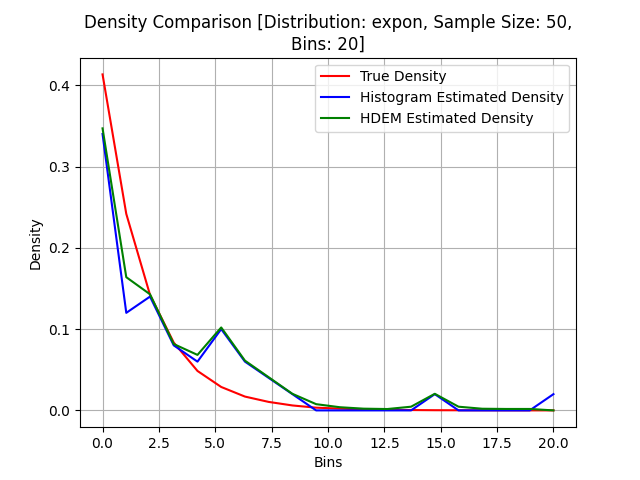 Density Comparison [Distribution: expon, Sample Size: 50,
Bins: 20]
True Density
Histogram Estimated Density
HDEM Estimated Density
Density
0.4
0.3
0.2
0.1
0.0
0.0 2.5 5.0 7.5 10.0 12.5 15.0 17.5 20.0
Bins